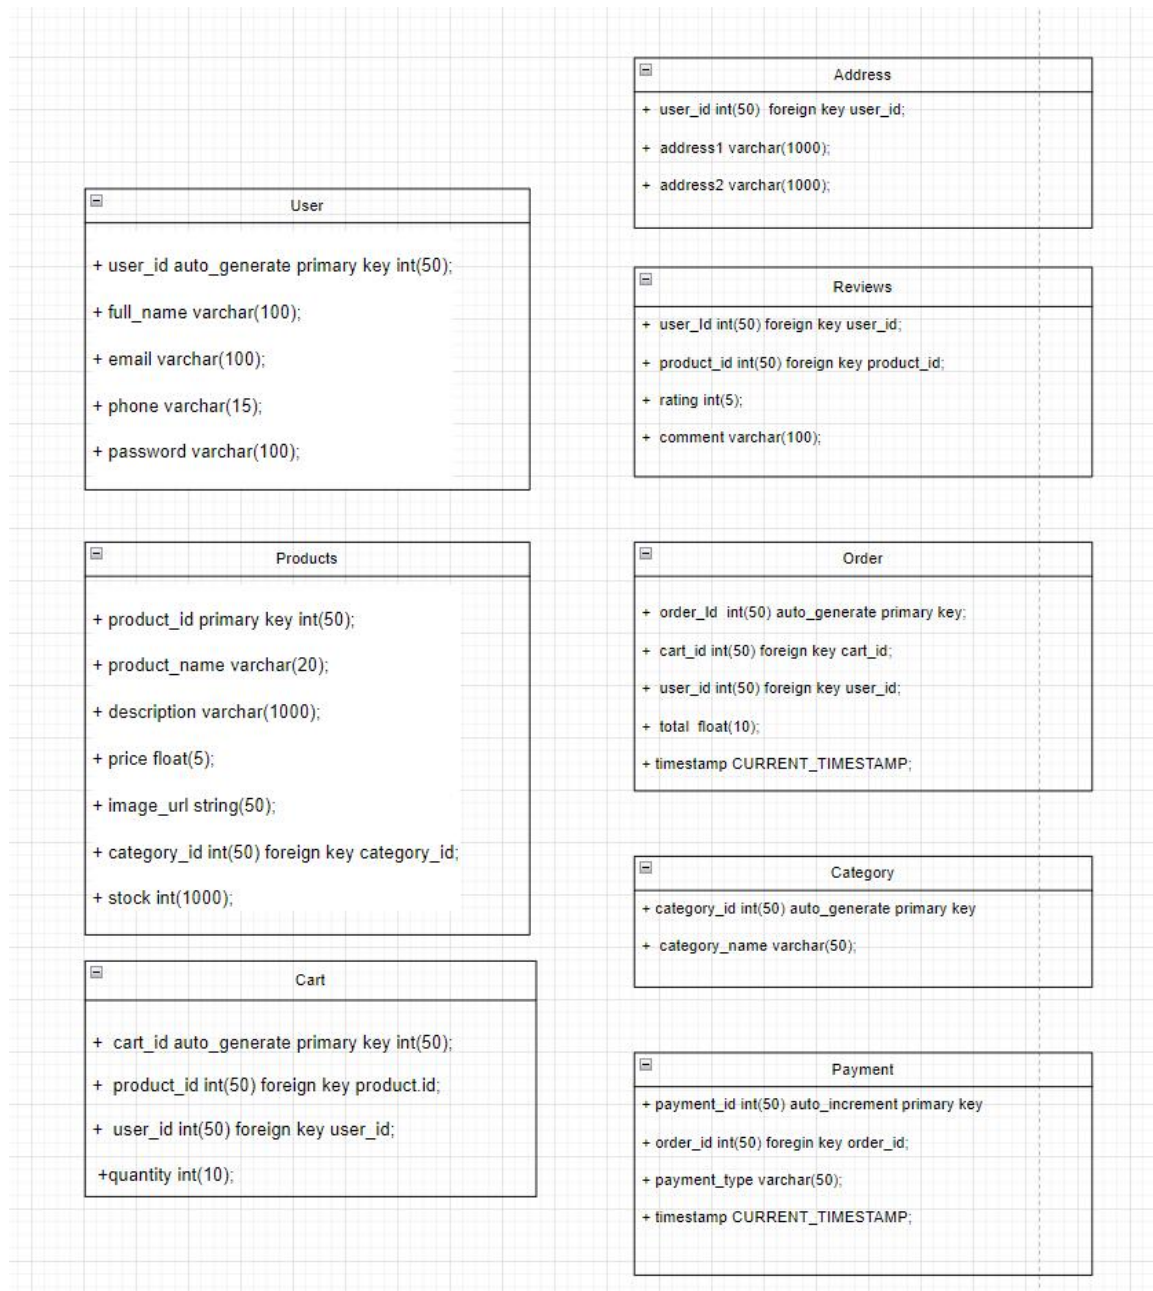 User
+ user_id auto_generate primary key int(50);
+ full_name varchar(100);
+ email varchar(100);
+ phone varchar(15);
+ password varchar(100);
Products
+ product_id primary key int(50);
+ product_name varchar(20);
+ description varchar(1000);
+ price float(5);
+ image_url string(50);
+ category_id int(50) foreign key category_id;
+ stock int(1000);
Cart
+ cart_id auto_generate primary key int(50);
+ product_id int(50) foreign key product.id;
+ user_id int(50) foreign key user_id;
+quantity int(10);
Address
+ user_id int(50) foreign key user_id;
+ address1 varchar(1000);
+ address2 varchar(1000);
Reviews
+ user_Id int(50) foreign key user_id;
+ product_id int(50) foreign key product_id;
+ rating int(5);
+ comment varchar(100);
Order
+ order_Id int(50) auto_generate primary key;
+ cart_id int(50) foreign key cart_id;
+ user_id int(50) foreign key user_id;
+ total float(10);
+ timestamp CURRENT_TIMESTAMP;
Category
+ category_id int(50) auto_generate primary key
+ category_name varchar(50);
Payment
+ payment_id int(50) auto_increment primary key
+ order_id int(50) foregin key order_id;
+ payment_type varchar(50);
+ timestamp CURRENT_TIMESTAMP;